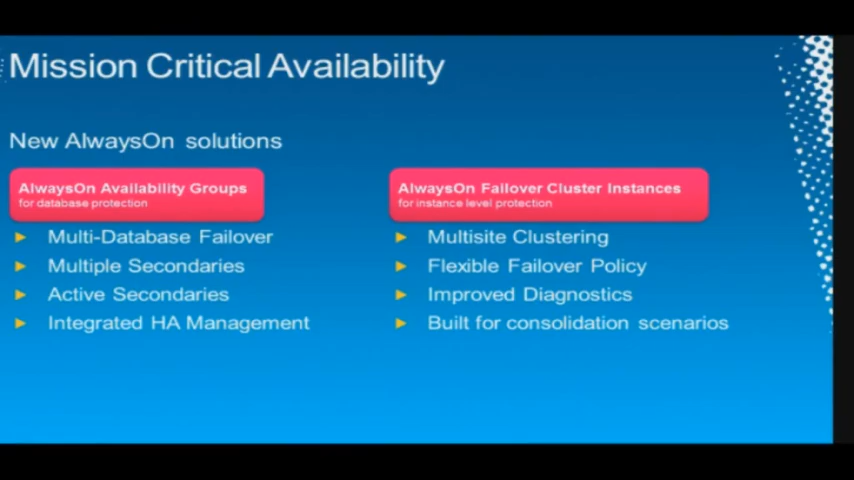 Mission Critical Availability
New AlwaysOn solutions
AlwaysOn Availability Groups
for database protection
Multi-Database Failover
Multiple Secondaries
Active Secondaries
Integrated HA Management
AlwaysOn Failover Cluster Instances
for instance level protection
Multisite Clustering
Flexible Failover Policy
Improved Diagnostics
Built for consolidation scenarios